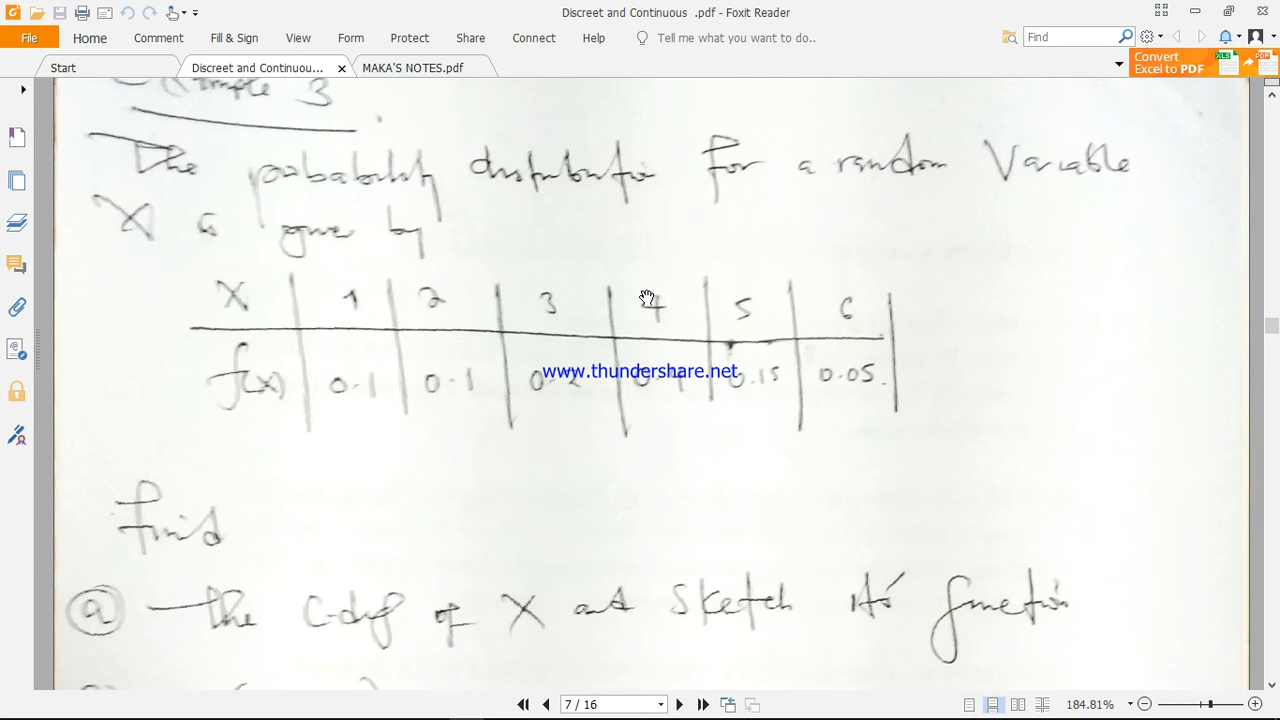 Discreet and Continuous .pdf - Foxit Reader
File Home Comment Fill & Sign View Form Protect Share Connect Help Tell me what you want to do.. Find
Start Discreet and Continuou... MAKA'S NOTES.pdf Convert Excel to PDF
Example 3
The probability distribution for a random Variable
X is given by
X 1 2 3 4 5 6
f(x) 0.1 0.1 0.15 0.05
www.thundershare.net
Find
(a) the C.d.f of X and Sketch its function
7 / 16 184.81%